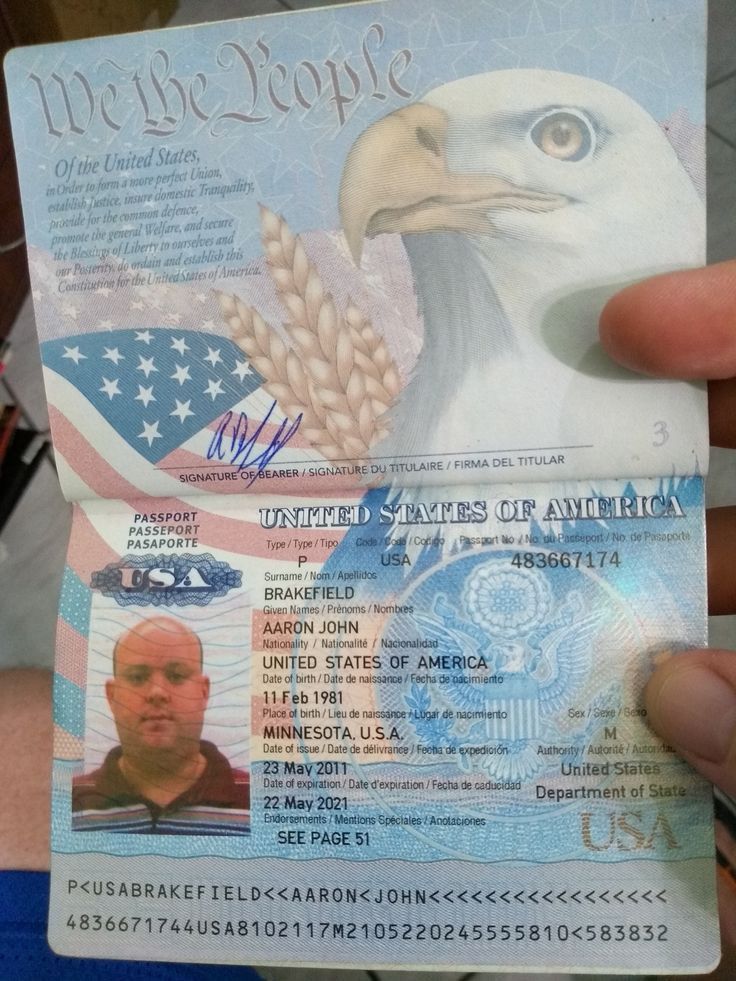 We the People
Of the United States,
in Order to form a more perfect Union,
establish Justice, insure domestic Tranquility,
provide for the common defence,
promote the general Welfare, and secure
the Blessings of Liberty to ourselves and
our Posterity, do ordain and establish this
Constitution for the United States of America.
3
SIGNATURE OF BEARER / SIGNATURE DU TITULAIRE / FIRMA DEL TITULAR
PASSPORT
PASSEPORT
PASAPORTE
USA
UNITED STATES OF AMERICA
Type / Type / Tipo Code / Code / Codigo Passport No / No. du Passeport / No. de Pasaporte
P USA 483667174
Surname / Nom / Apellidos
BRAKEFIELD
Given Names / Prénoms / Nombres
AARON JOHN
Nationality / Nationalité / Nacionalidad
UNITED STATES OF AMERICA
Date of birth / Date de naissance / Fecha de nacimiento
11 Feb 1981
Place of birth / Lieu de naissance / Lugar de nacimiento Sex / Sexe / Sexo
MINNESOTA, U.S.A. M
Date of issue / Date de délivrance / Fecha de expedición Authority / Autorité /
23 May 2011 United States
Date of expiration / Date d'expiration / Fecha de caducidad Department of State
22 May 2021
Endorsements / Mentions Spéciales / Anotaciones
SEE PAGE 51
USA
P<USABRAKEFIELD<<AARON<JOHN<<<<<<<<<<<<<<<<<
4836671744USA8102117M2105220245555810<583832